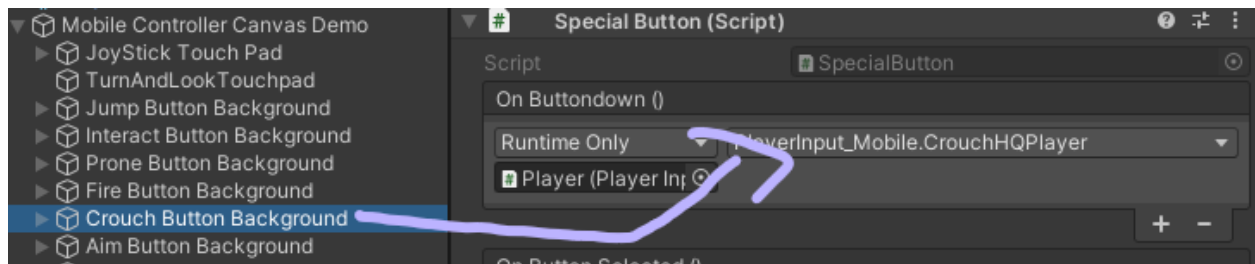 Mobile Controller Canvas Demo
JoyStick Touch Pad
TurnAndLookTouchpad
Jump Button Background
Interact Button Background
Prone Button Background
Fire Button Background
Crouch Button Background
Aim Button Background
# Special Button (Script)
Script # SpecialButton
On Buttondown ()
Runtime Only PlayerInput_Mobile.CrouchHQPlayer
# Player (Player Inp
+ -
On Button Selected ()